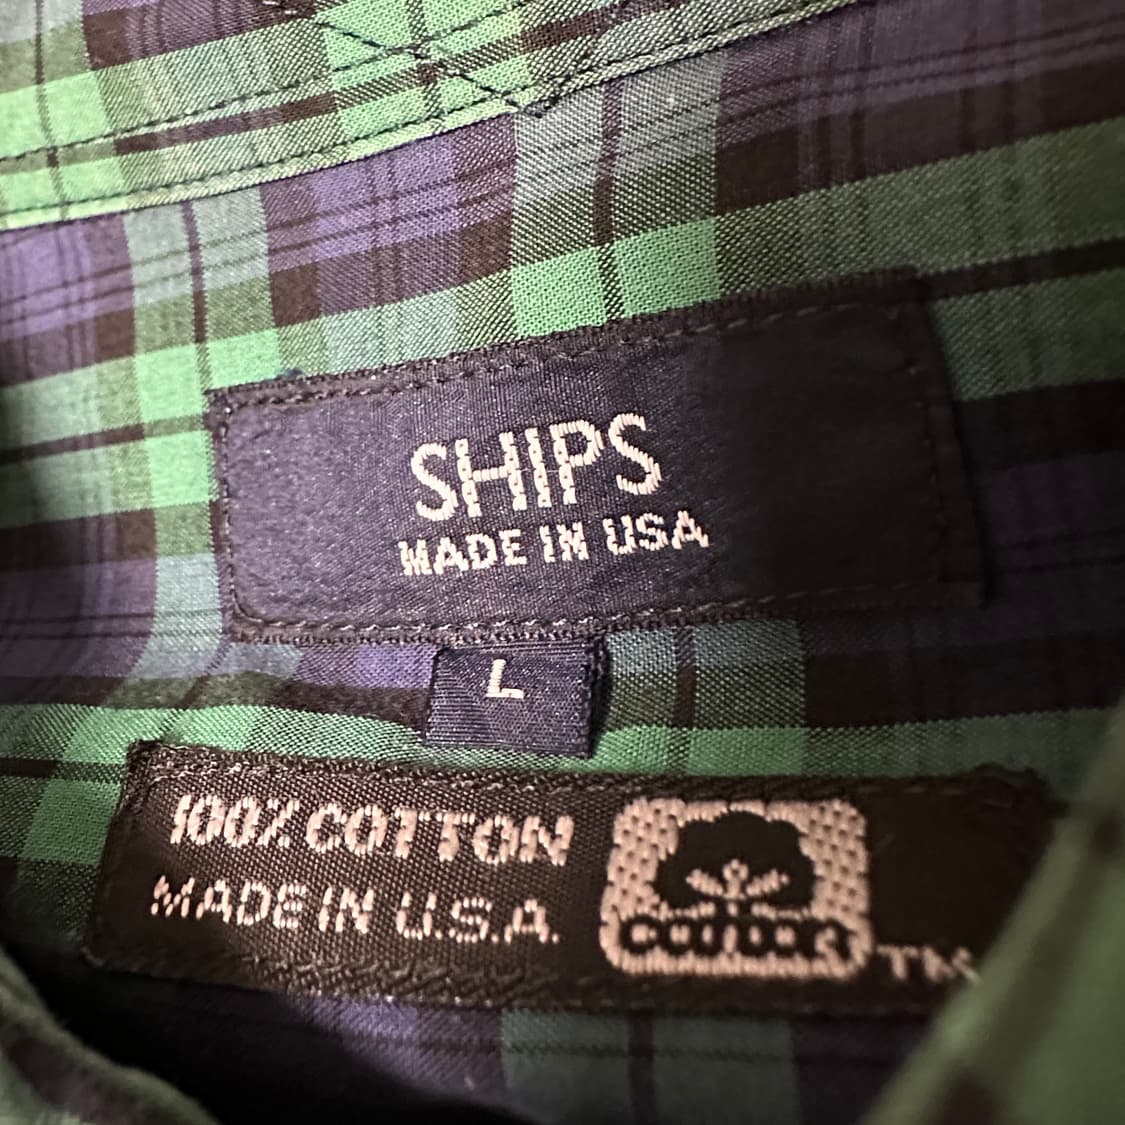 SHIPS
MADE IN USA
L
100% COTTON
MADE IN U.S.A.
COTTON
TM